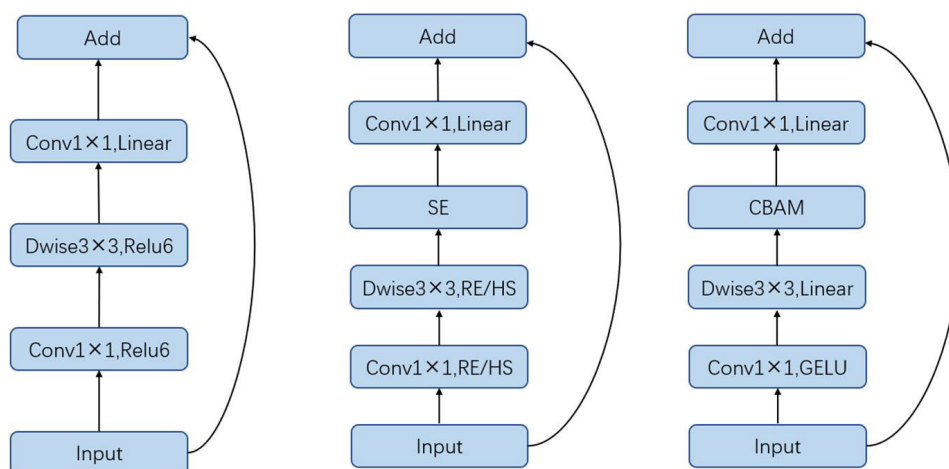 Add
Conv1×1,Linear
Dwise3×3,Relu6
Conv1×1,Relu6
Input
Add
Conv1×1,Linear
SE
Dwise3×3,RE/HS
Conv1×1,RE/HS
Input
Add
Conv1×1,Linear
CBAM
Dwise3×3,Linear
Conv1×1,GELU
Input